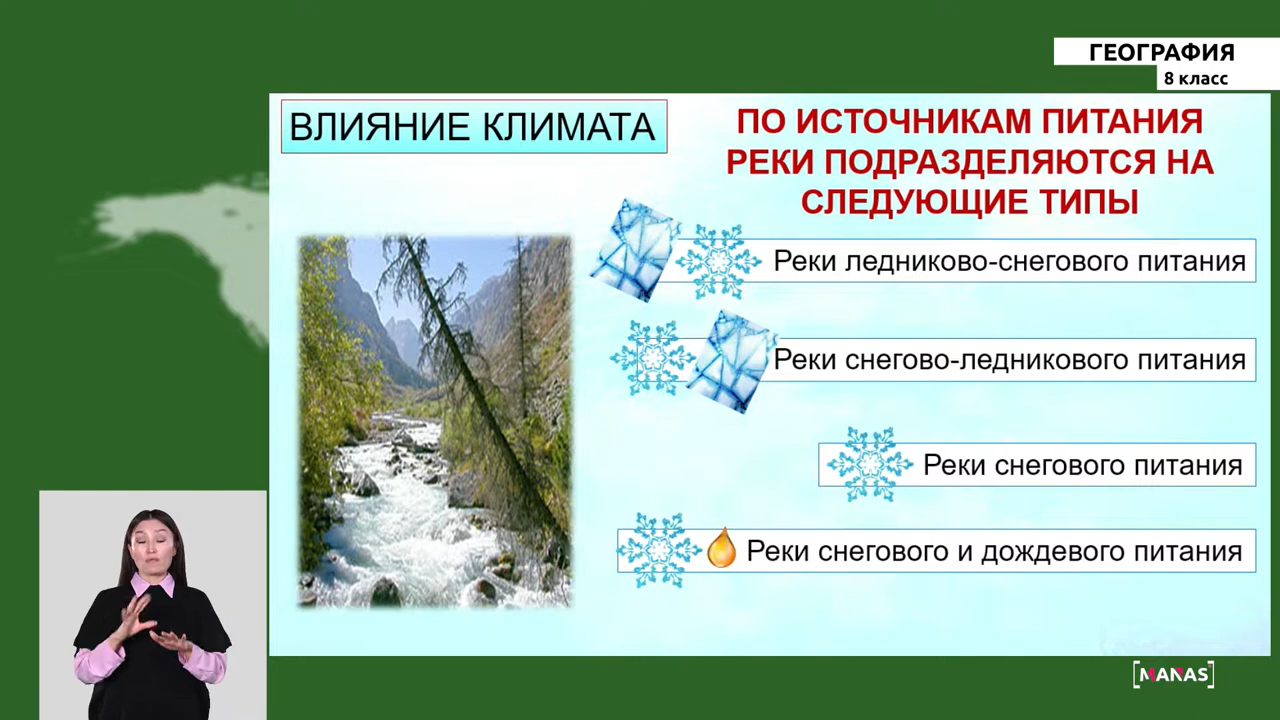 ГЕОГРАФИЯ
8 класс
ВЛИЯНИЕ КЛИМАТА
ПО ИСТОЧНИКАМ ПИТАНИЯ
РЕКИ ПОДРАЗДЕЛЯЮТСЯ НА
СЛЕДУЮЩИЕ ТИПЫ
Реки ледниково-снегового питания
Реки снегово-ледникового питания
Реки снегового питания
Реки снегового и дождевого питания
[MANAS]